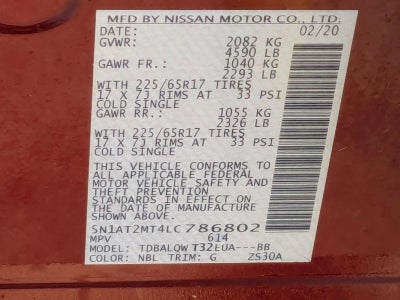 MFD BY NISSAN MOTOR CO., LTD.
DATE: 02/20
GVWR: 2082 KG
4590 LB
GAWR FR.: 1040 KG
2293 LB
WITH 225/65R17 TIRES
17 X 7J RIMS AT 33 PSI
COLD SINGLE
GAWR RR.: 1055 KG
2326 LB
WITH 225/65R17 TIRES
17 X 7J RIMS AT 33 PSI
COLD SINGLE
THIS VEHICLE CONFORMS TO
ALL APPLICABLE FEDERAL
MOTOR VEHICLE SAFETY AND
THEFT PREVENTION
STANDARDS IN EFFECT ON
THE DATE OF MANUFACTURE
SHOWN ABOVE.
5N1AT2MT4LC786802
MPV 614
MODEL: TDBALQWT32EUA---BB
COLOR: NBL TRIM: G ZS30A